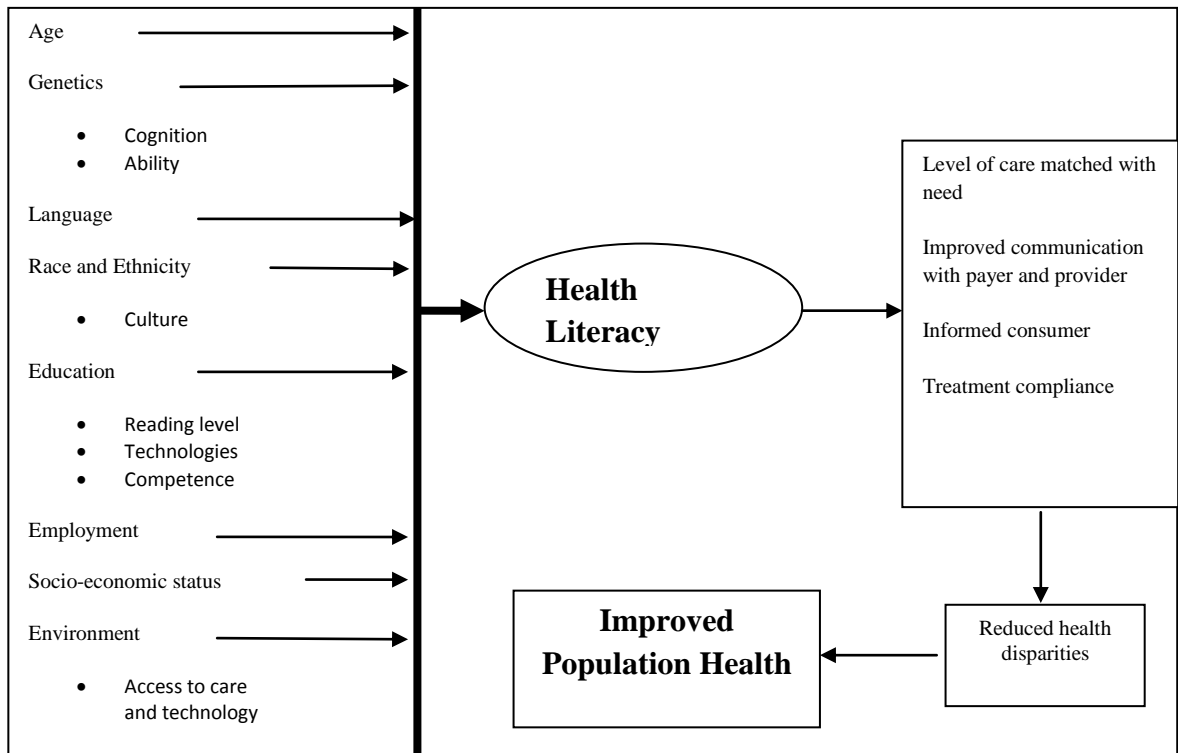 Age
Genetics
• Cognition
• Ability
Language
Race and Ethnicity
• Culture
Education
• Reading level
• Technologies
• Competence
Employment
Socio-economic status
Environment
• Access to care
and technology
Health
Literacy
Level of care matched with
need
Improved communication
with payer and provider
Informed consumer
Treatment compliance
Reduced health
disparities
Improved
Population Health